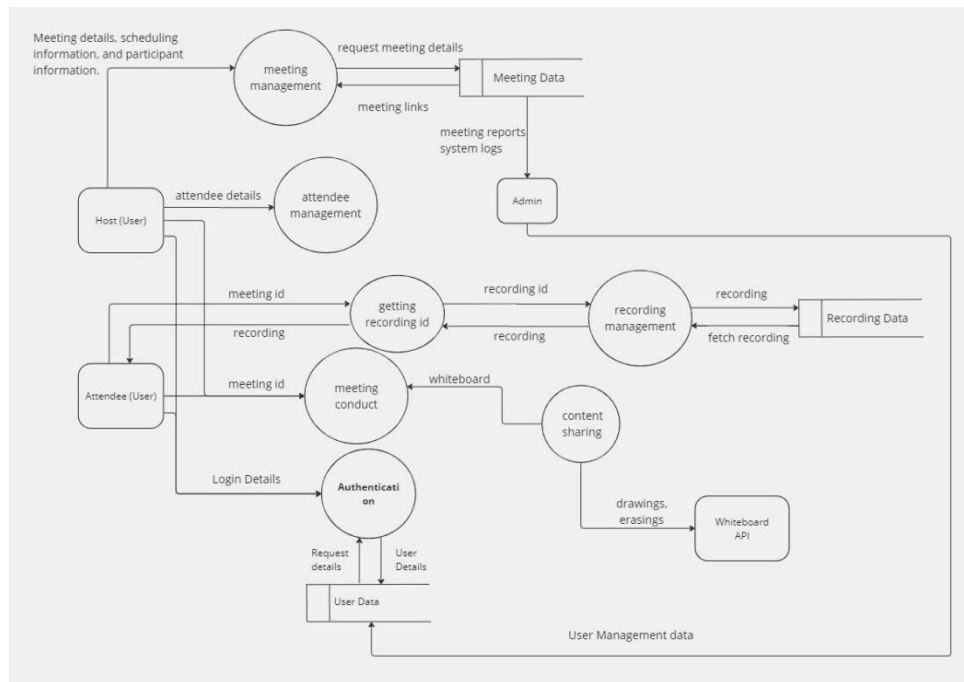 Meeting details, scheduling
information, and participant
information.
request meeting details
meeting
management
Meeting Data
meeting links
meeting reports
system logs
attendee details
attendee
management
Admin
Host (User)
meeting id
recording id
recording
getting
recording id
recording
management
Recording Data
recording
recording
fetch recording
Attendee (User)
meeting id
meeting
conduct
whiteboard
content
sharing
Login Details
Authenticati
on
drawings,
erasings
Whiteboard
API
Request
details
User
Details
User Data
User Management data